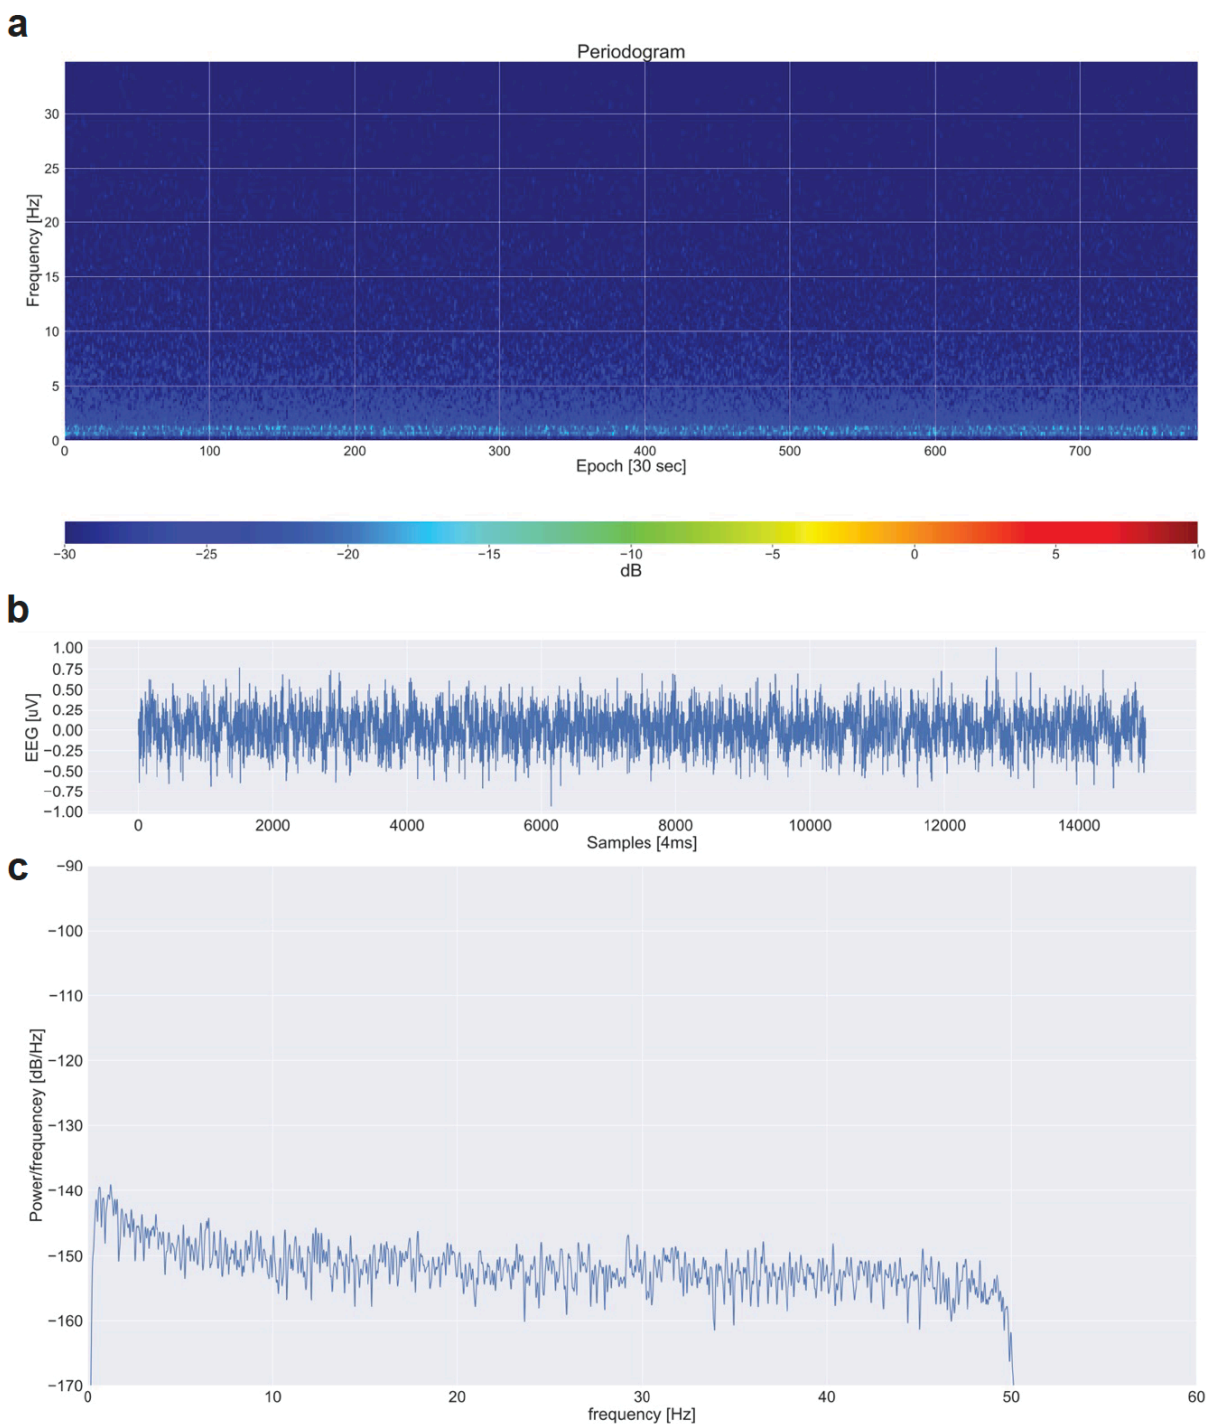 a
Periodogram
30
25
20
15
10
5
0
Frequency [Hz]
0 100 200 300 400 500 600 700
Epoch [30 sec]
−30 −25 −20 −15 −10 −5 0 5 10
dB
b
1.00
0.75
0.50
0.25
0.00
−0.25
−0.50
−0.75
−1.00
EEG [uV]
0 2000 4000 6000 8000 10000 12000 14000
Samples [4ms]
c
−90
−100
−110
−120
−130
−140
−150
−160
−170
Power/frequencey [dB/Hz]
0 10 20 30 40 50 60
frequency [Hz]